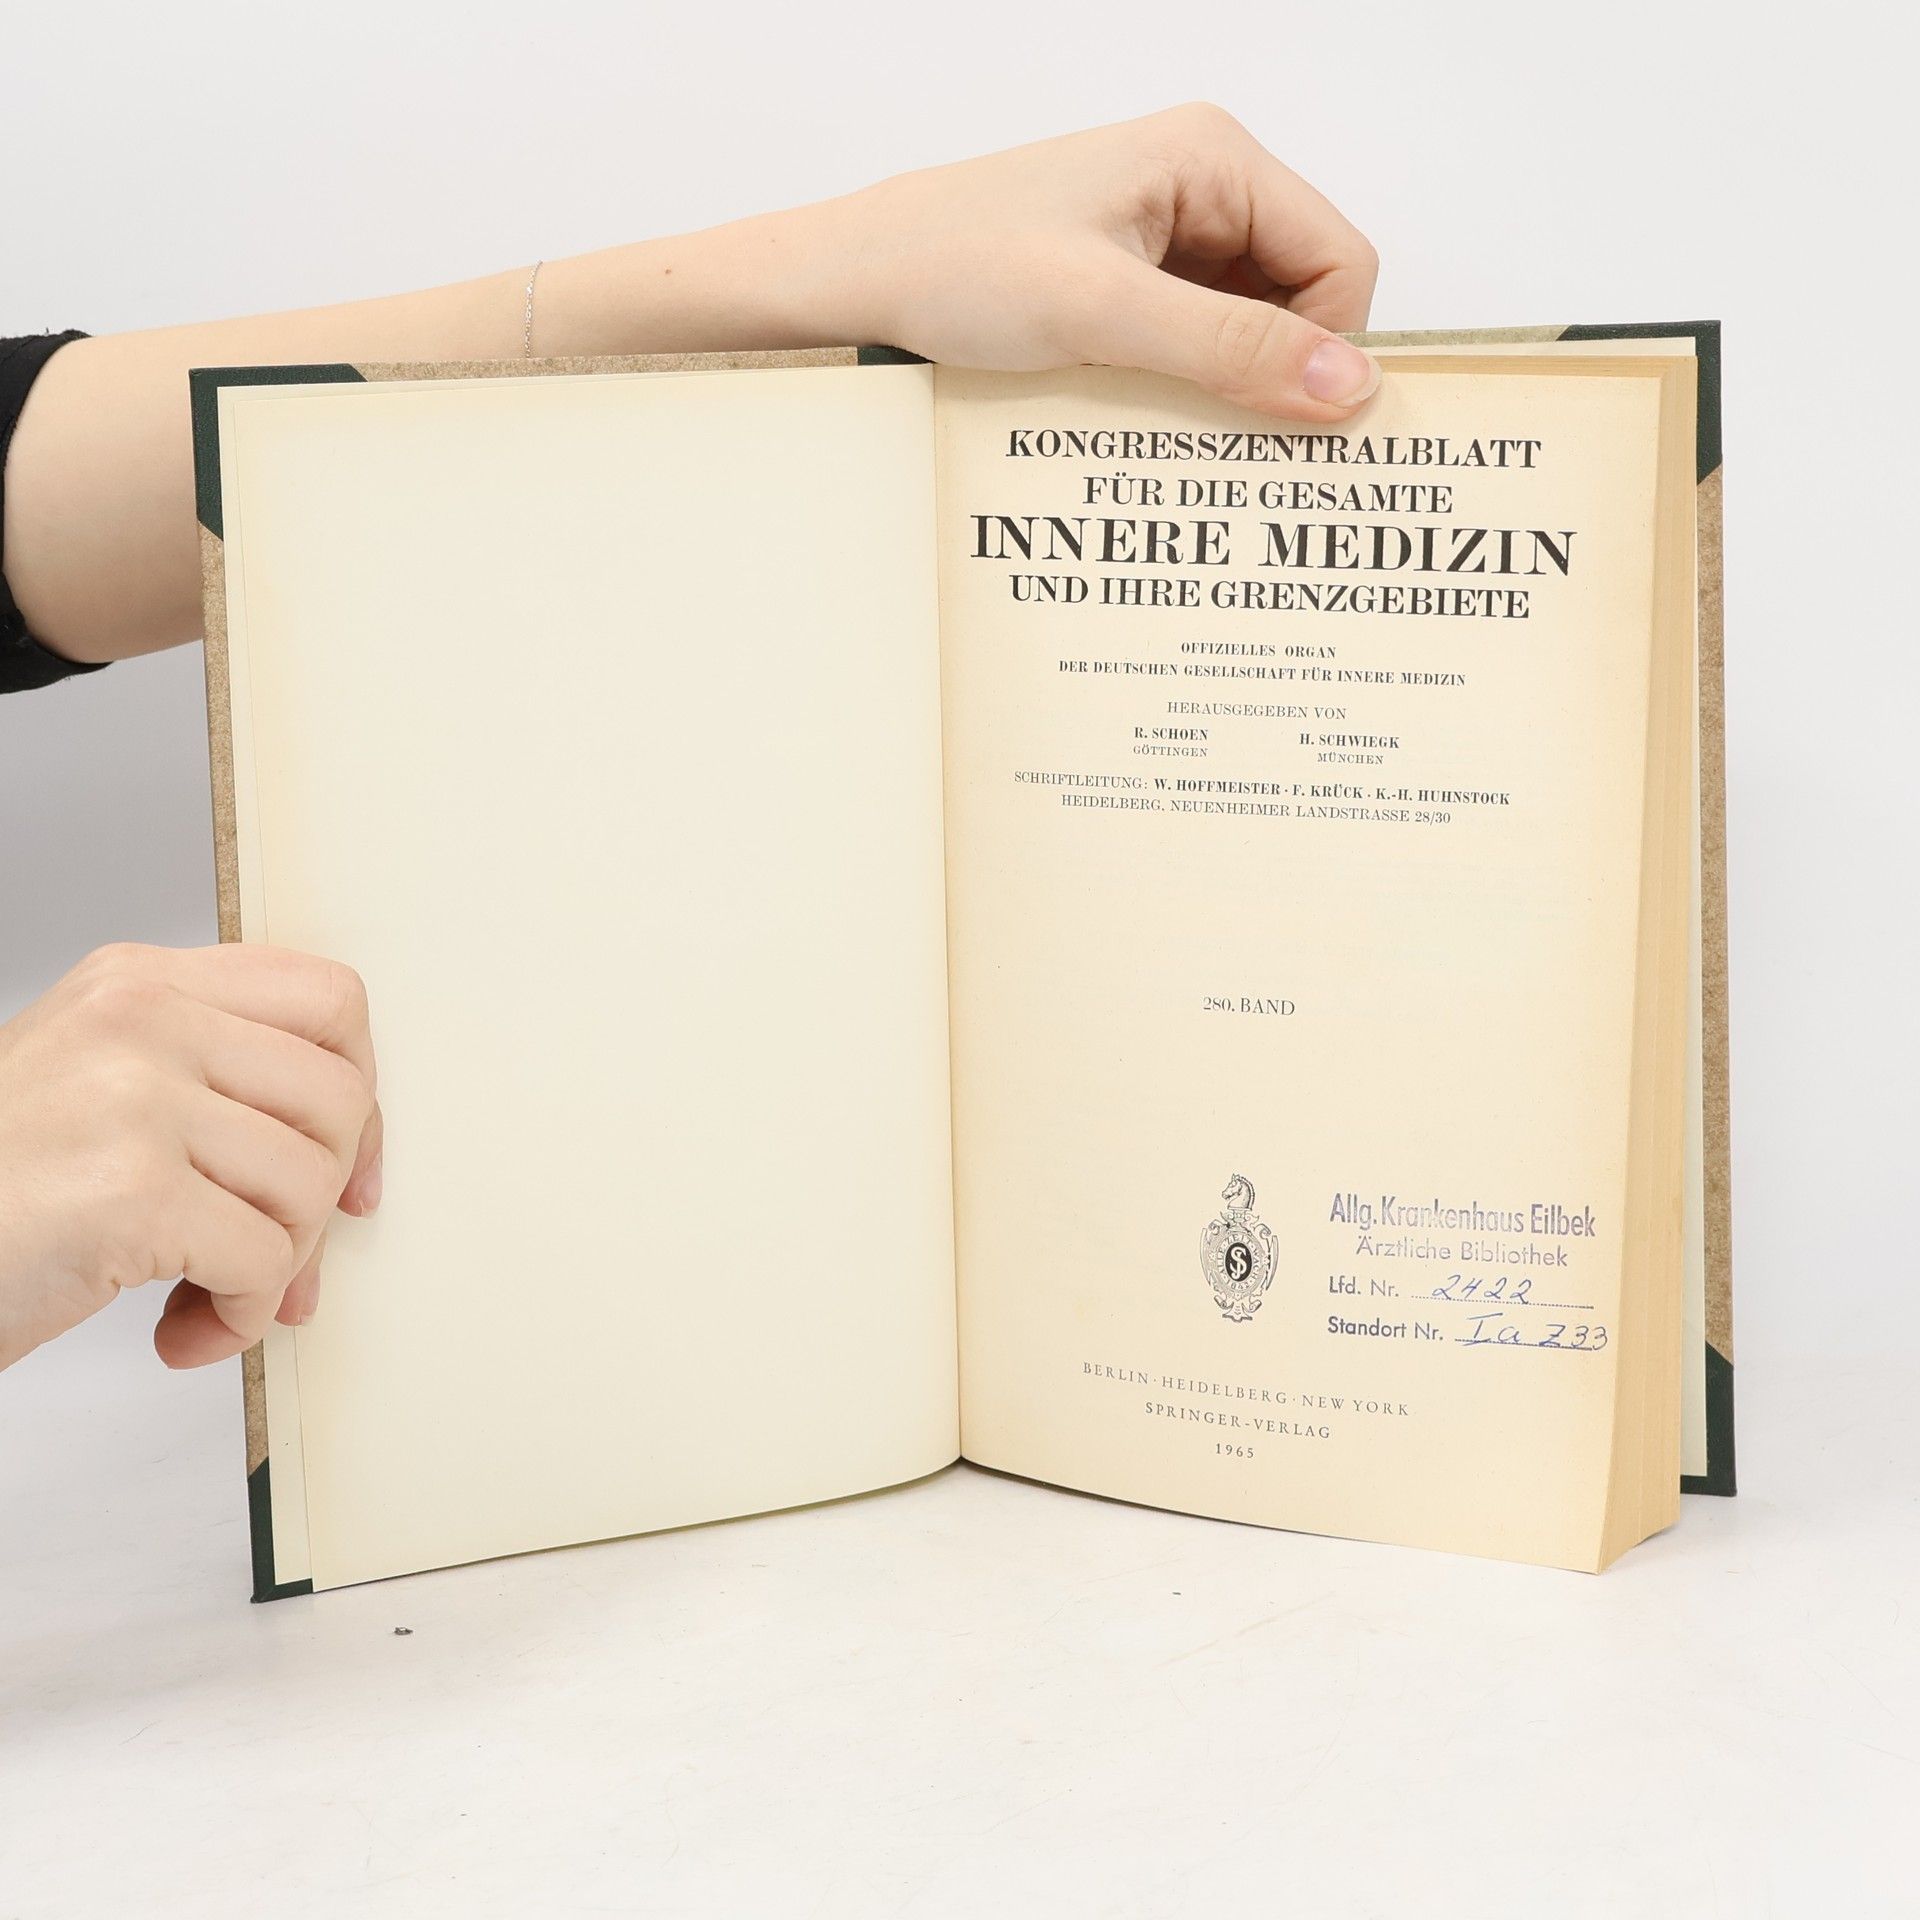 KONGRESSZENTRALBLATT
FÜR DIE GESAMTE
INNERE MEDIZIN
UND IHRE GRENZGEBIETE
OFFIZIELLES ORGAN
DER DEUTSCHEN GESELLSCHAFT FÜR INNERE MEDIZIN
HERAUSGEGEBEN VON
R. SCHOEN H. SCHWIEGK
GÖTTINGEN MÜNCHEN
SCHRIFTLEITUNG: W. HOFFMEISTER · F. KRÜCK · K.-H. HUHNSTOCK
HEIDELBERG, NEUENHEIMER LANDSTRASSE 28/30
280. BAND
Allg. Krankenhaus Eilbek
Ärztliche Bibliothek
Lfd. Nr. 2422
Standort Nr. Ia Z33
BERLIN · HEIDELBERG · NEW YORK
SPRINGER-VERLAG
1965